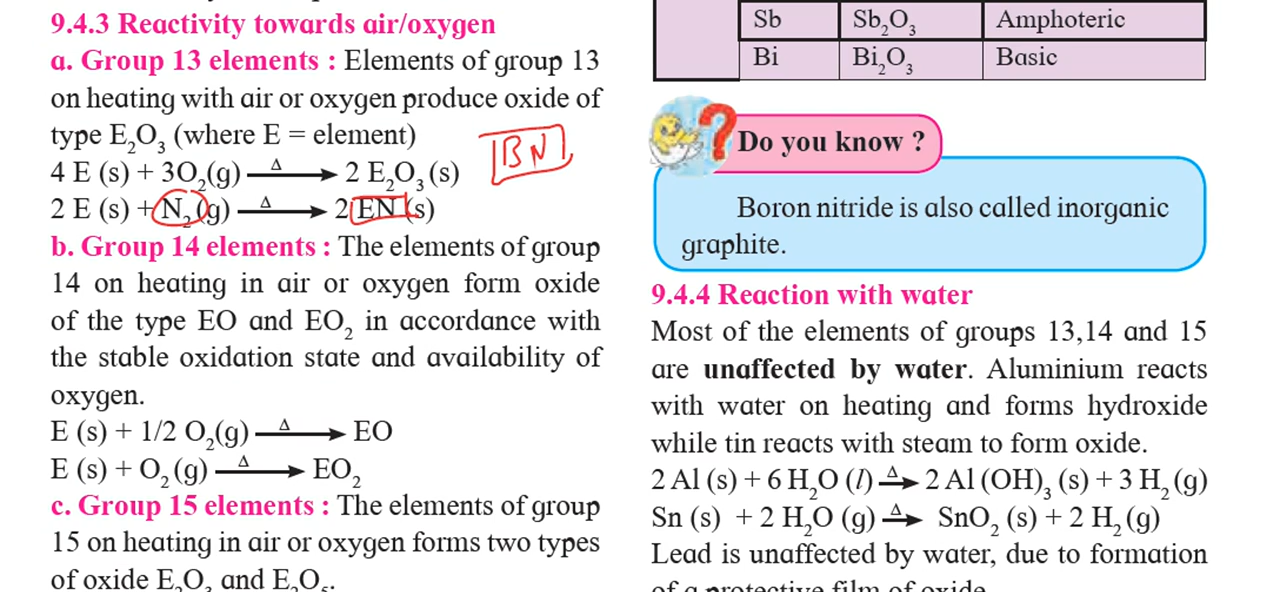 9.4.3 Reactivity towards air/oxygen
a. Group 13 elements : Elements of group 13
on heating with air or oxygen produce oxide of
type E₂O₃ (where E = element)
4 E (s) + 3O₂(g) —Δ→ 2 E₂O₃ (s)
2 E (s) + N₂(g) —Δ→ 2 EN (s)
BN
b. Group 14 elements : The elements of group
14 on heating in air or oxygen form oxide
of the type EO and EO₂ in accordance with
the stable oxidation state and availability of
oxygen.
E (s) + 1/2 O₂(g) —Δ→ EO
E (s) + O₂ (g) —Δ→ EO₂
c. Group 15 elements : The elements of group
15 on heating in air or oxygen forms two types
of oxide E₂O₃ and E₂O₅.
Sb Sb₂O₃ Amphoteric
Bi Bi₂O₃ Basic
?
Do you know ?
Boron nitride is also called inorganic
graphite.
9.4.4 Reaction with water
Most of the elements of groups 13,14 and 15
are unaffected by water. Aluminium reacts
with water on heating and forms hydroxide
while tin reacts with steam to form oxide.
2 Al (s) + 6 H₂O (l) —Δ→ 2 Al (OH)₃ (s) + 3 H₂ (g)
Sn (s) + 2 H₂O (g) —Δ→ SnO₂ (s) + 2 H₂ (g)
Lead is unaffected by water, due to formation
of a protective film of oxide.